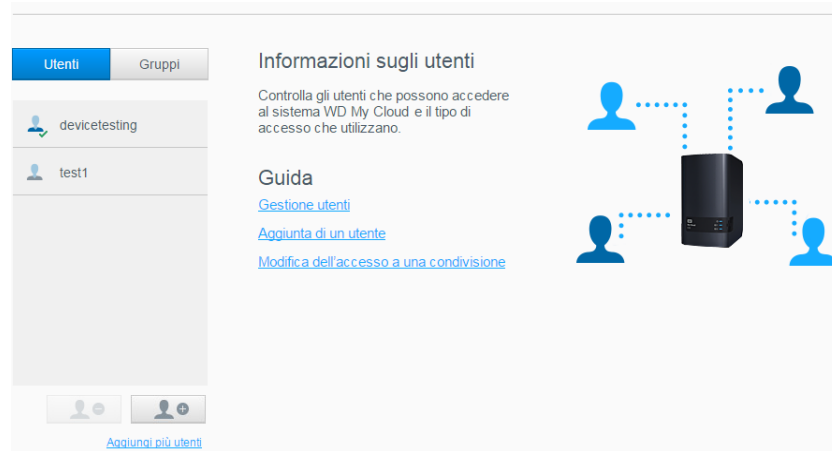 Utenti
Gruppi
devicetesting
test1
Aggiungi più utenti
Informazioni sugli utenti
Controlla gli utenti che possono accedere
al sistema WD My Cloud e il tipo di
accesso che utilizzano.
Guida
Gestione utenti
Aggiunta di un utente
Modifica dell'accesso a una condivisione